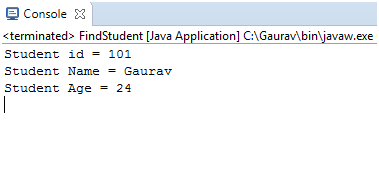 Console
<terminated> FindStudent [Java Application] C:\Gaurav\bin\javaw.exe
Student id = 101
Student Name = Gaurav
Student Age = 24